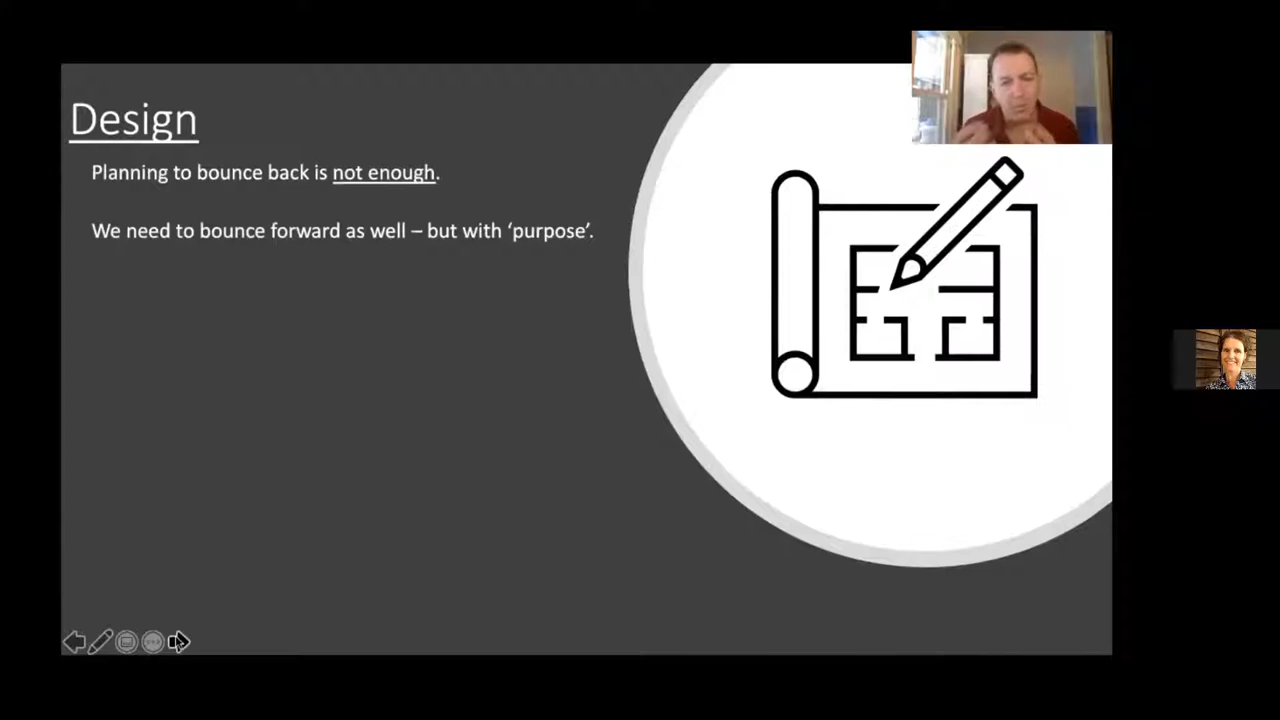 Design
Planning to bounce back is not enough.
We need to bounce forward as well – but with ‘purpose’.